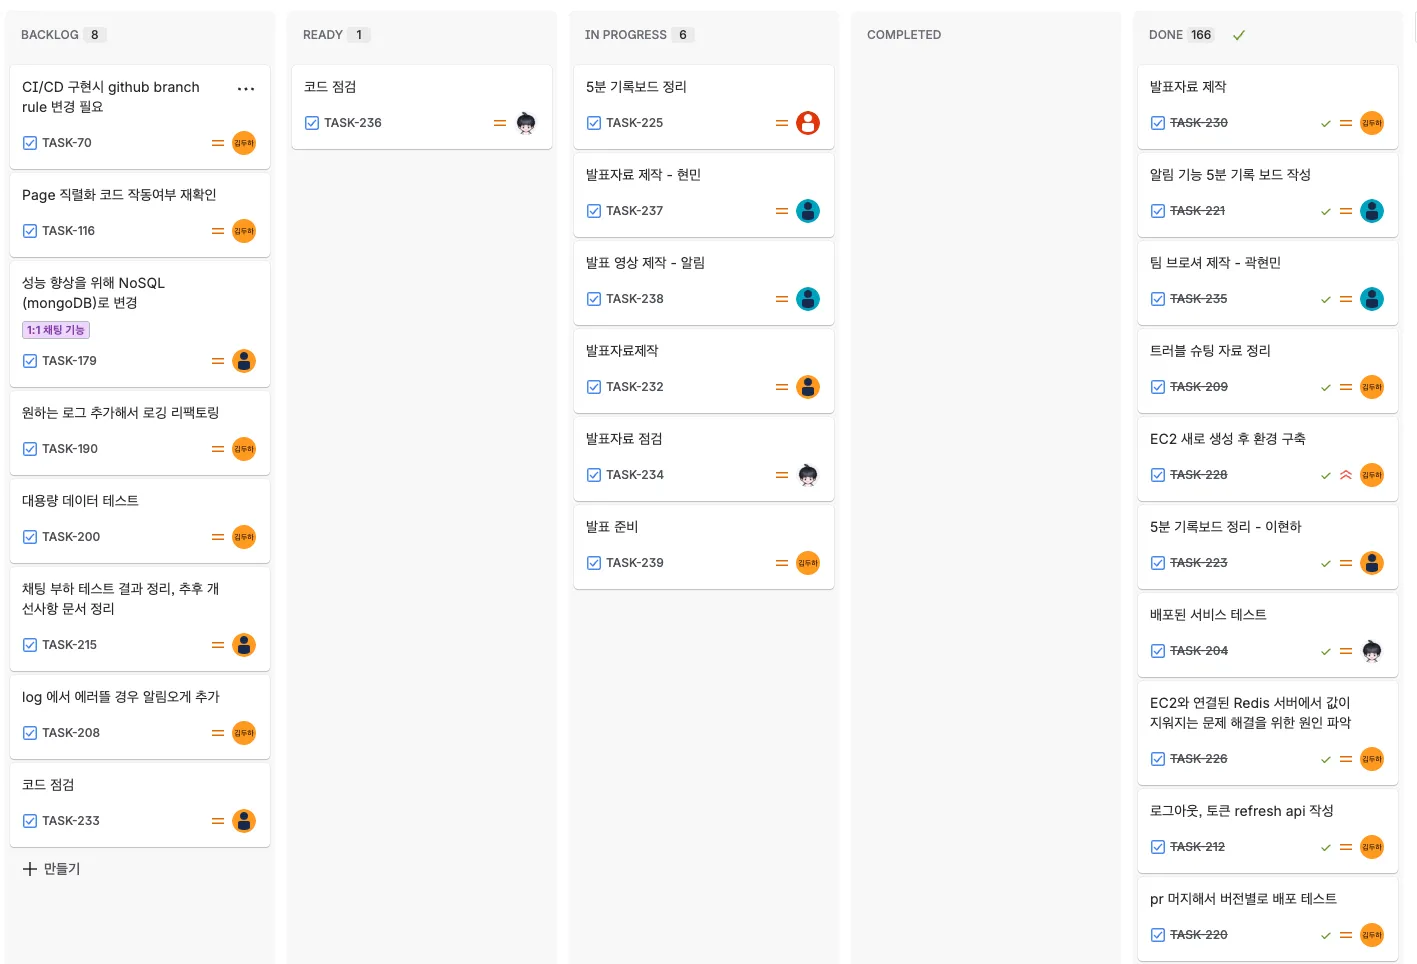 BACKLOG 8
CI/CD 구현시 github branch
rule 변경 필요
TASK-70
김두하
Page 직렬화 코드 작동여부 재확인
TASK-116
김두하
성능 향상을 위해 NoSQL
(mongoDB)로 변경
1:1 채팅 기능
TASK-179
원하는 로그 추가해서 로깅 리팩토링
TASK-190
김두하
대용량 데이터 테스트
TASK-200
김두하
채팅 부하 테스트 결과 정리, 추후 개
선사항 문서 정리
TASK-215
log 에서 에러뜰 경우 알림오게 추가
TASK-208
김두하
코드 점검
TASK-233
만들기
READY 1
코드 점검
TASK-236
IN PROGRESS 6
5분 기록보드 정리
TASK-225
발표자료 제작 - 현민
TASK-237
발표 영상 제작 - 알림
TASK-238
발표자료제작
TASK-232
발표자료 점검
TASK-234
발표 준비
TASK-239
김두하
COMPLETED
DONE 166
발표자료 제작
TASK-230
김두하
알림 기능 5분 기록 보드 작성
TASK-221
팀 브로셔 제작 - 곽현민
TASK-235
트러블 슈팅 자료 정리
TASK-209
김두하
EC2 새로 생성 후 환경 구축
TASK-228
김두하
5분 기록보드 정리 - 이현하
TASK-223
배포된 서비스 테스트
TASK-204
EC2와 연결된 Redis 서버에서 값이
지워지는 문제 해결을 위한 원인 파악
TASK-226
김두하
로그아웃, 토큰 refresh api 작성
TASK-212
김두하
pr 머지해서 버전별로 배포 테스트
TASK-220
김두하